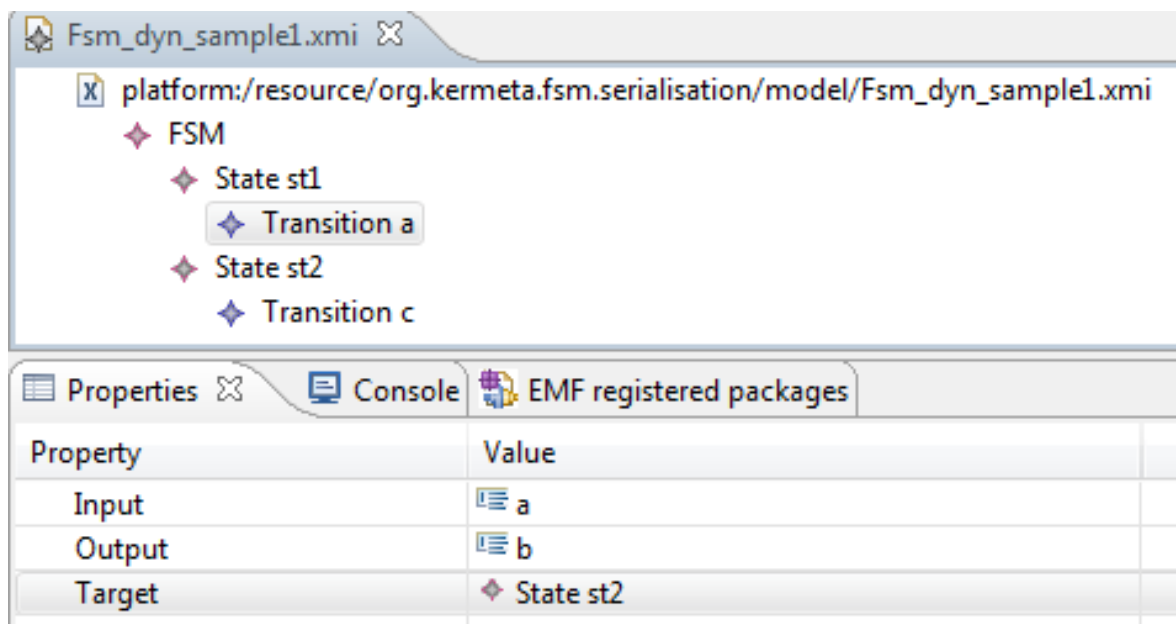 Fsm_dyn_sample1.xmi
platform:/resource/org.kermeta.fsm.serialisation/model/Fsm_dyn_sample1.xmi
FSM
State st1
Transition a
State st2
Transition c
Properties Console EMF registered packages
Property Value
Input a
Output b
Target State st2